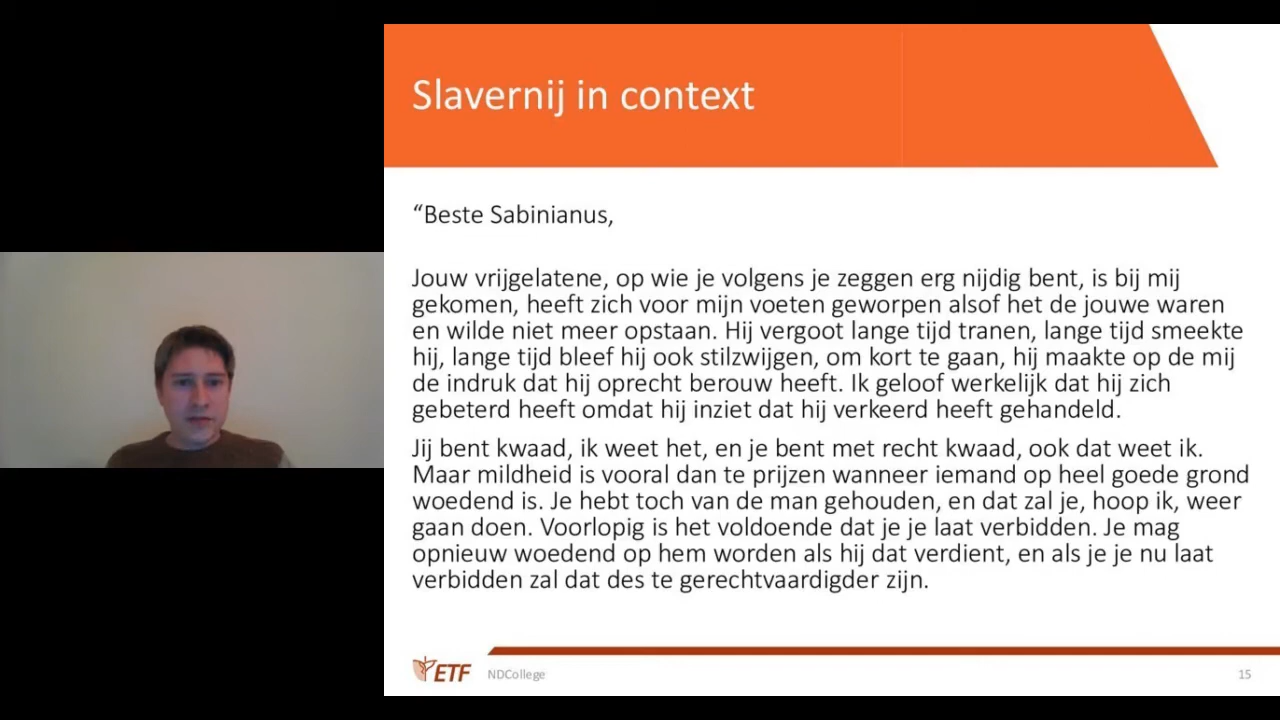 Slavernij in context
“Beste Sabinianus,
Jouw vrijgelatene, op wie je volgens je zeggen erg nijdig bent, is bij mij
gekomen, heeft zich voor mijn voeten geworpen alsof het de jouwe waren
en wilde niet meer opstaan. Hij vergoot lange tijd tranen, lange tijd smeekte
hij, lange tijd bleef hij ook stilzwijgen, om kort te gaan, hij maakte op de mij
de indruk dat hij oprecht berouw heeft. Ik geloof werkelijk dat hij zich
gebeterd heeft omdat hij inziet dat hij verkeerd heeft gehandeld.
Jij bent kwaad, ik weet het, en je bent met recht kwaad, ook dat weet ik.
Maar mildheid is vooral dan te prijzen wanneer iemand op heel goede grond
woedend is. Je hebt toch van de man gehouden, en dat zal je, hoop ik, weer
gaan doen. Voorlopig is het voldoende dat je je laat verbidden. Je mag
opnieuw woedend op hem worden als hij dat verdient, en als je je nu laat
verbidden zal dat des te gerechtvaardigder zijn.
ETF
NDCollege
15